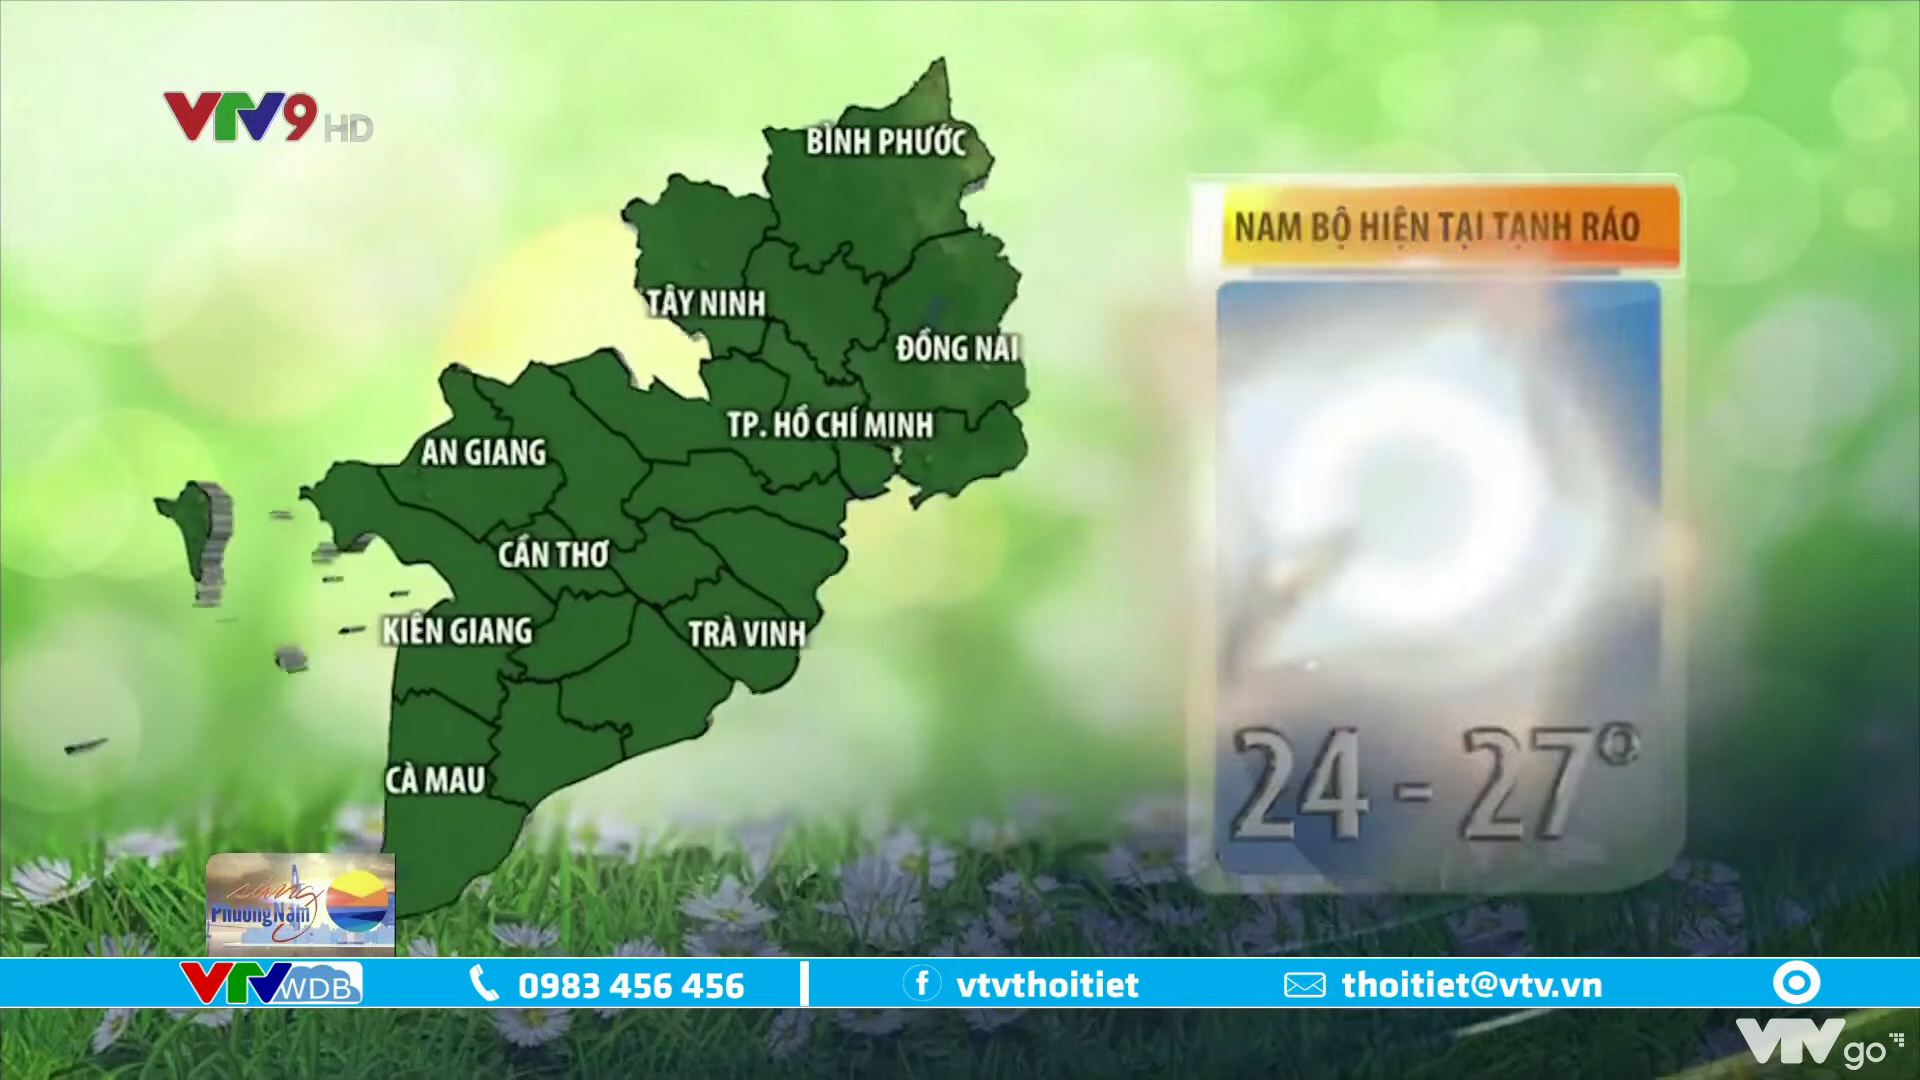 VTV9 HD
BÌNH PHƯỚC
NAM BỘ HIỆN TẠI TẠNH RÁO
TÂY NINH
ĐỒNG NAI
TP. HỒ CHÍ MINH
AN GIANG
CẦN THƠ
KIÊN GIANG
TRÀ VINH
24 - 27°
CÀ MAU
sáng
Phương Nam
VTV WDB
0983 456 456
vtvthoitiet
thoitiet@vtv.vn
VTV go